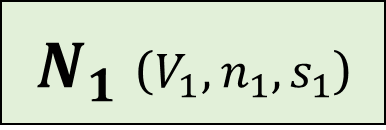 N₁ (V₁, n₁, s₁)